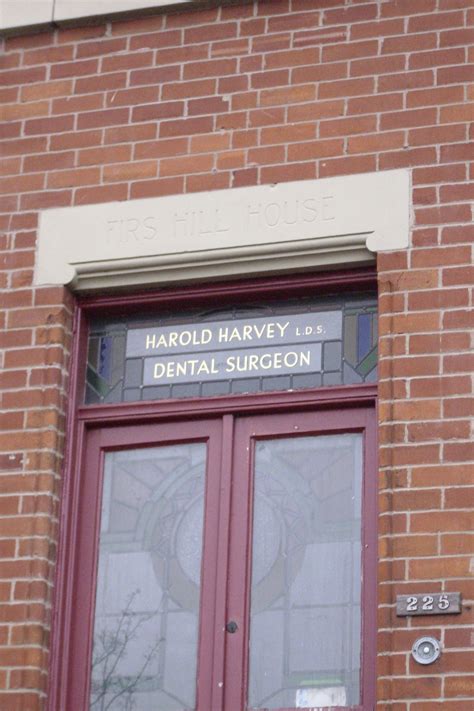 FIRS HILL HOUSE
HAROLD HARVEY L.D.S.
DENTAL SURGEON
225